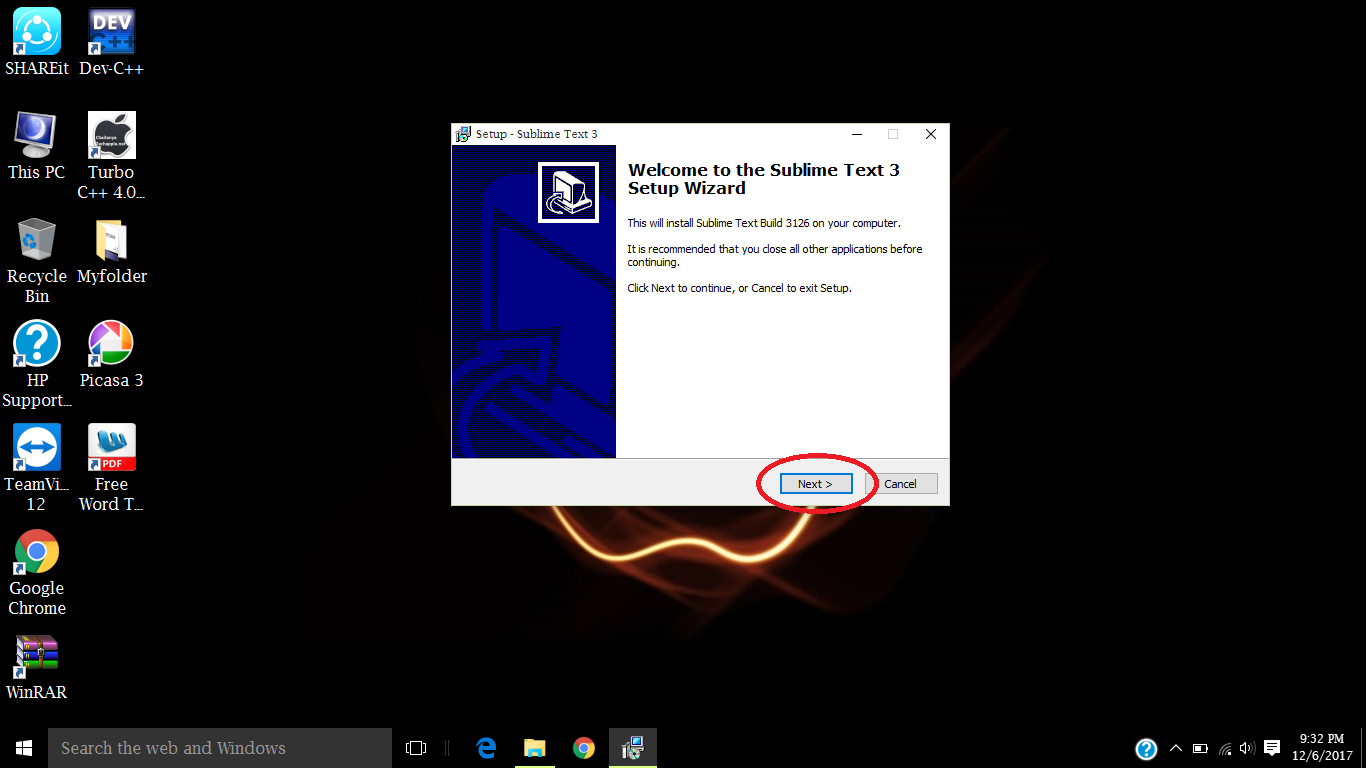 SHAREit
Dev-C++
This PC
Turbo
C++ 4.0...
Recycle
Bin
Myfolder
HP
Support...
Picasa 3
TeamVi...
12
Free
Word T...
Google
Chrome
WinRAR
DEV
C++
Chaitanya
PDF
Setup - Sublime Text 3
Welcome to the Sublime Text 3
Setup Wizard
This will install Sublime Text Build 3126 on your computer.
It is recommended that you close all other applications before
continuing.
Click Next to continue, or Cancel to exit Setup.
Next >
Cancel
Search the web and Windows
9:32 PM
12/6/2017